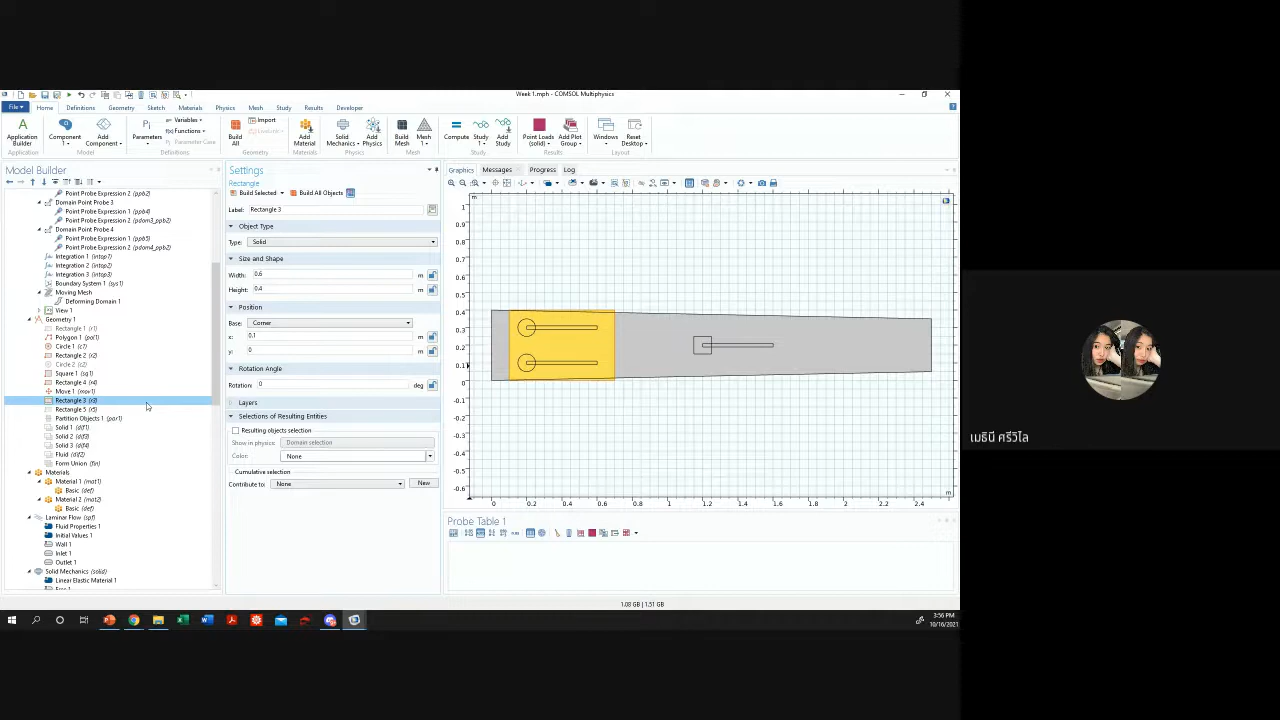 Week 1.mph - COMSOL Multiphysics
File Home Definitions Geometry Sketch Materials Physics Mesh Study Results Developer
Application Builder
Component 1
Add Component
Parameters
Variables
Functions
Parameter Case
Build All
Import
LiveLink
Add Material
Solid Mechanics
Add Physics
Build Mesh
Mesh 1
Compute
Study 1
Add Study
Point Loads (solid)
Add Plot Group
Windows
Reset Desktop
Application Model Definitions Geometry Materials Physics Mesh Study Results Layout
Model Builder
Point Probe Expression 2 (ppb2)
Domain Point Probe 3
Point Probe Expression 1 (ppb4)
Point Probe Expression 2 (pdom3_ppb2)
Domain Point Probe 4
Point Probe Expression 1 (ppb5)
Point Probe Expression 2 (pdom4_ppb2)
Integration 1 (intop1)
Integration 2 (intop2)
Integration 3 (intop3)
Boundary System 1 (sys1)
Moving Mesh
Deforming Domain 1
View 1
Geometry 1
Rectangle 1 (r1)
Polygon 1 (pol1)
Circle 1 (c1)
Rectangle 2 (r2)
Circle 2 (c2)
Square 1 (sq1)
Rectangle 4 (r4)
Move 1 (mov1)
Rectangle 3 (r3)
Rectangle 5 (r5)
Partition Objects 1 (par1)
Solid 1 (dif1)
Solid 2 (dif3)
Solid 3 (dif4)
Fluid (dif2)
Form Union (fin)
Materials
Material 1 (mat1)
Basic (def)
Material 2 (mat2)
Basic (def)
Laminar Flow (spf)
Fluid Properties 1
Initial Values 1
Wall 1
Inlet 1
Outlet 1
Solid Mechanics (solid)
Linear Elastic Material 1
Settings
Rectangle
Build Selected Build All Objects
Label: Rectangle 3
Object Type
Type: Solid
Size and Shape
Width: 0.6 m
Height: 0.4 m
Position
Base: Corner
x: 0.1 m
y: 0 m
Rotation Angle
Rotation: 0 deg
Layers
Selections of Resulting Entities
Resulting objects selection
Show in physics: Domain selection
Color: None
Cumulative selection
Contribute to: None New
Graphics Messages Progress Log
m
1
0.9
0.8
0.7
0.6
0.5
0.4
0.3
0.2
0.1
0
-0.1
-0.2
-0.3
-0.4
-0.5
-0.6
m
0 0.2 0.4 0.6 0.8 1 1.2 1.4 1.6 1.8 2 2.2 2.4
Probe Table 1
1.08 GB | 1.51 GB
3:56 PM
10/16/2021
เมธินี ศรีวิไล